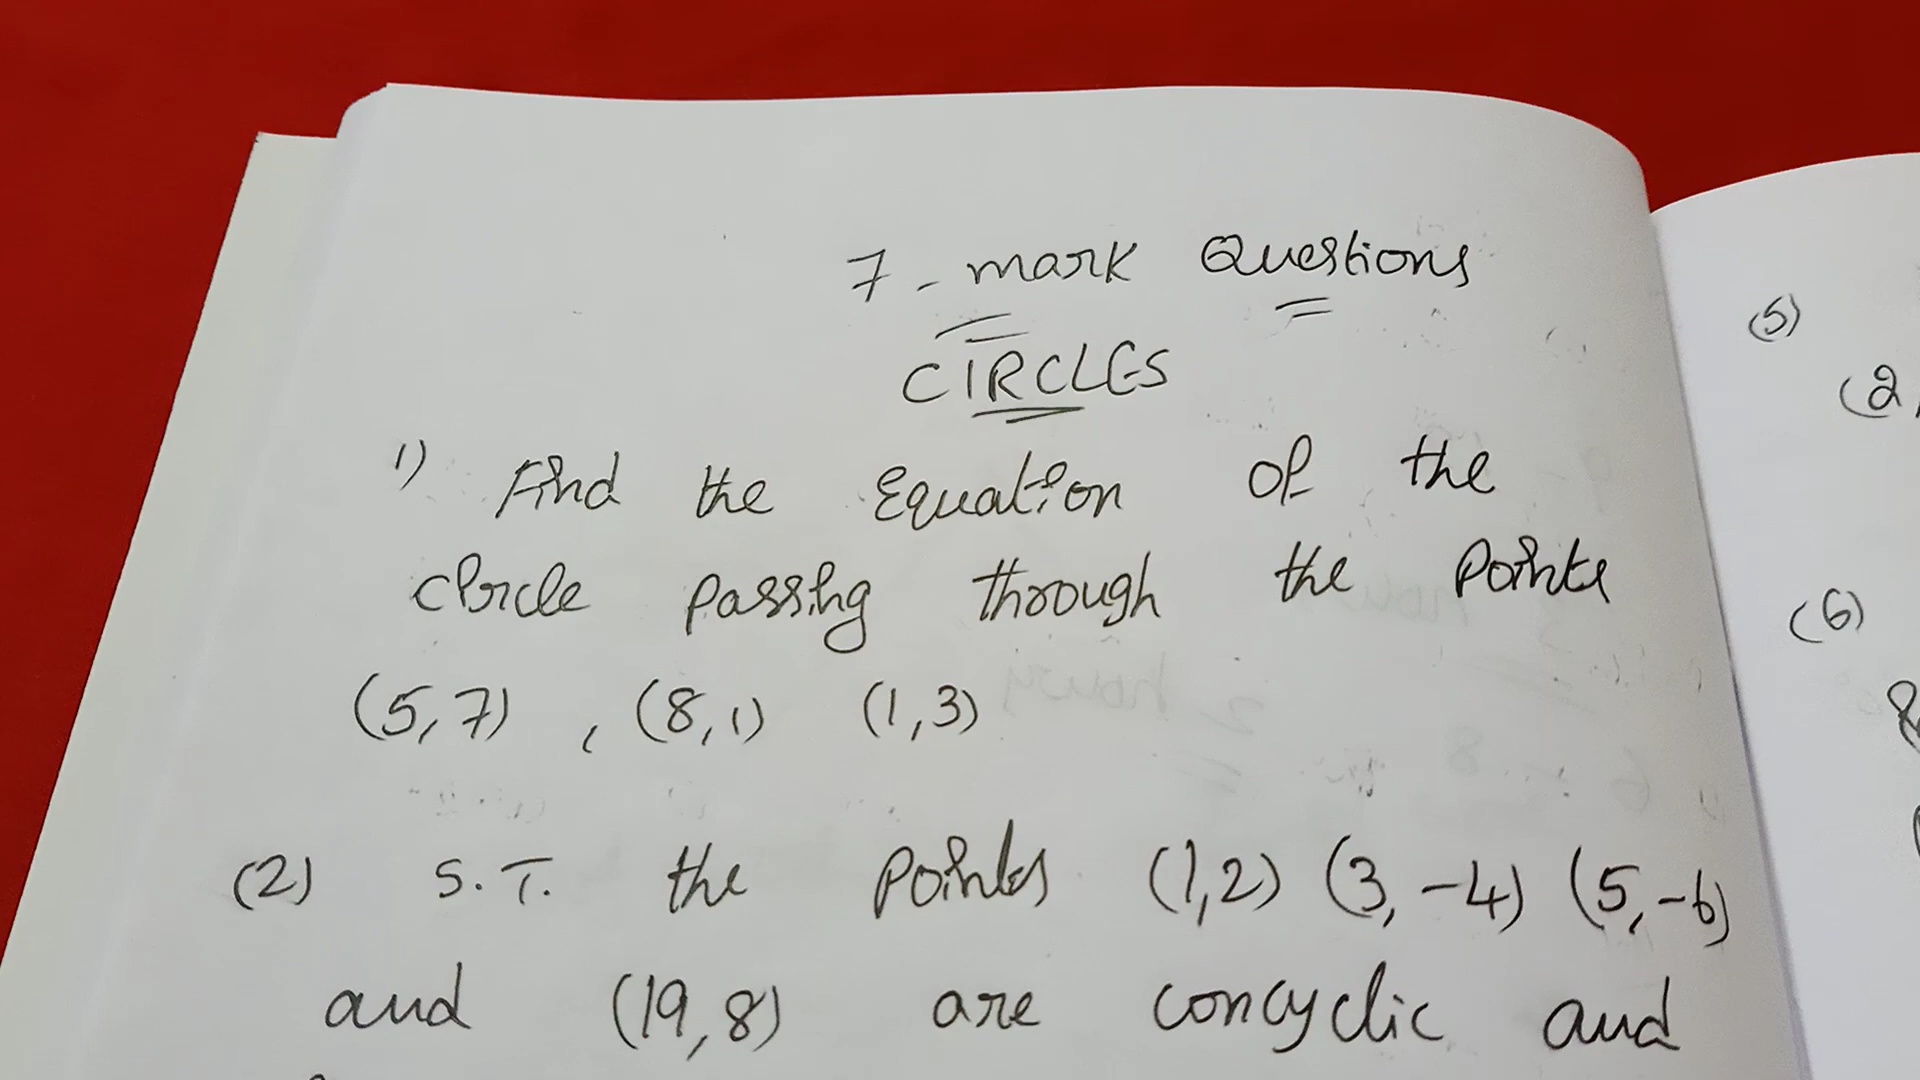 7 - mark Questions
CIRCLES
1) Find the Equation of the
circle passing through the points
(5,7) , (8,1) (1,3)
(2) S.T. the points (1,2) (3,-4) (5,-6)
and (19,8) are concyclic and
(5)
(2,
(6)